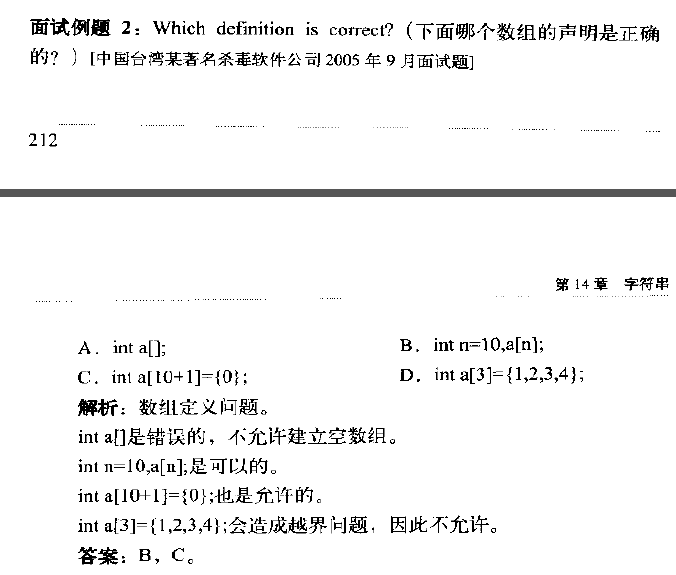 面试例题 2：Which definition is correct?（下面哪个数组的声明是正确
的？）[中国台湾某著名杀毒软件公司 2005 年 9 月面试题]
212
第 14 章 字符串
A．int a[];
B．int n=10,a[n];
C．int a[10+1]={0};
D．int a[3]={1,2,3,4};
解析：数组定义问题。
int a[]是错误的，不允许建立空数组。
int n=10,a[n];是可以的。
int a[10+1]={0};也是允许的。
int a[3]={1,2,3,4};会造成越界问题，因此不允许。
答案：B，C。